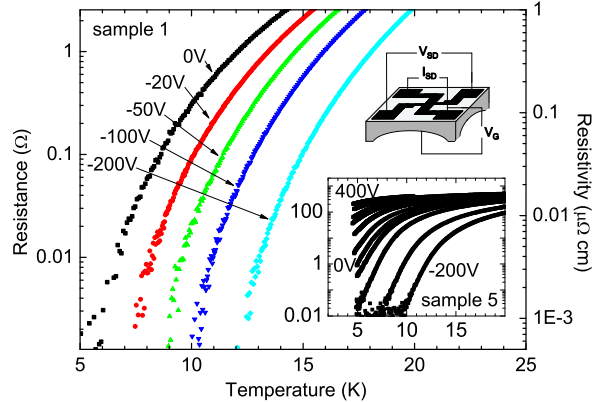 sample 1
0V
-20V
-50V
-100V
-200V
V_SD
I_SD
V_G
Resistance (Ω)
1
0.1
0.01
Resistivity (μΩ cm)
1
0.1
0.01
1E-3
5 10 15 20 25
Temperature (K)
5 10 15
400V
100
1
0.01
0V
-200V
sample 5